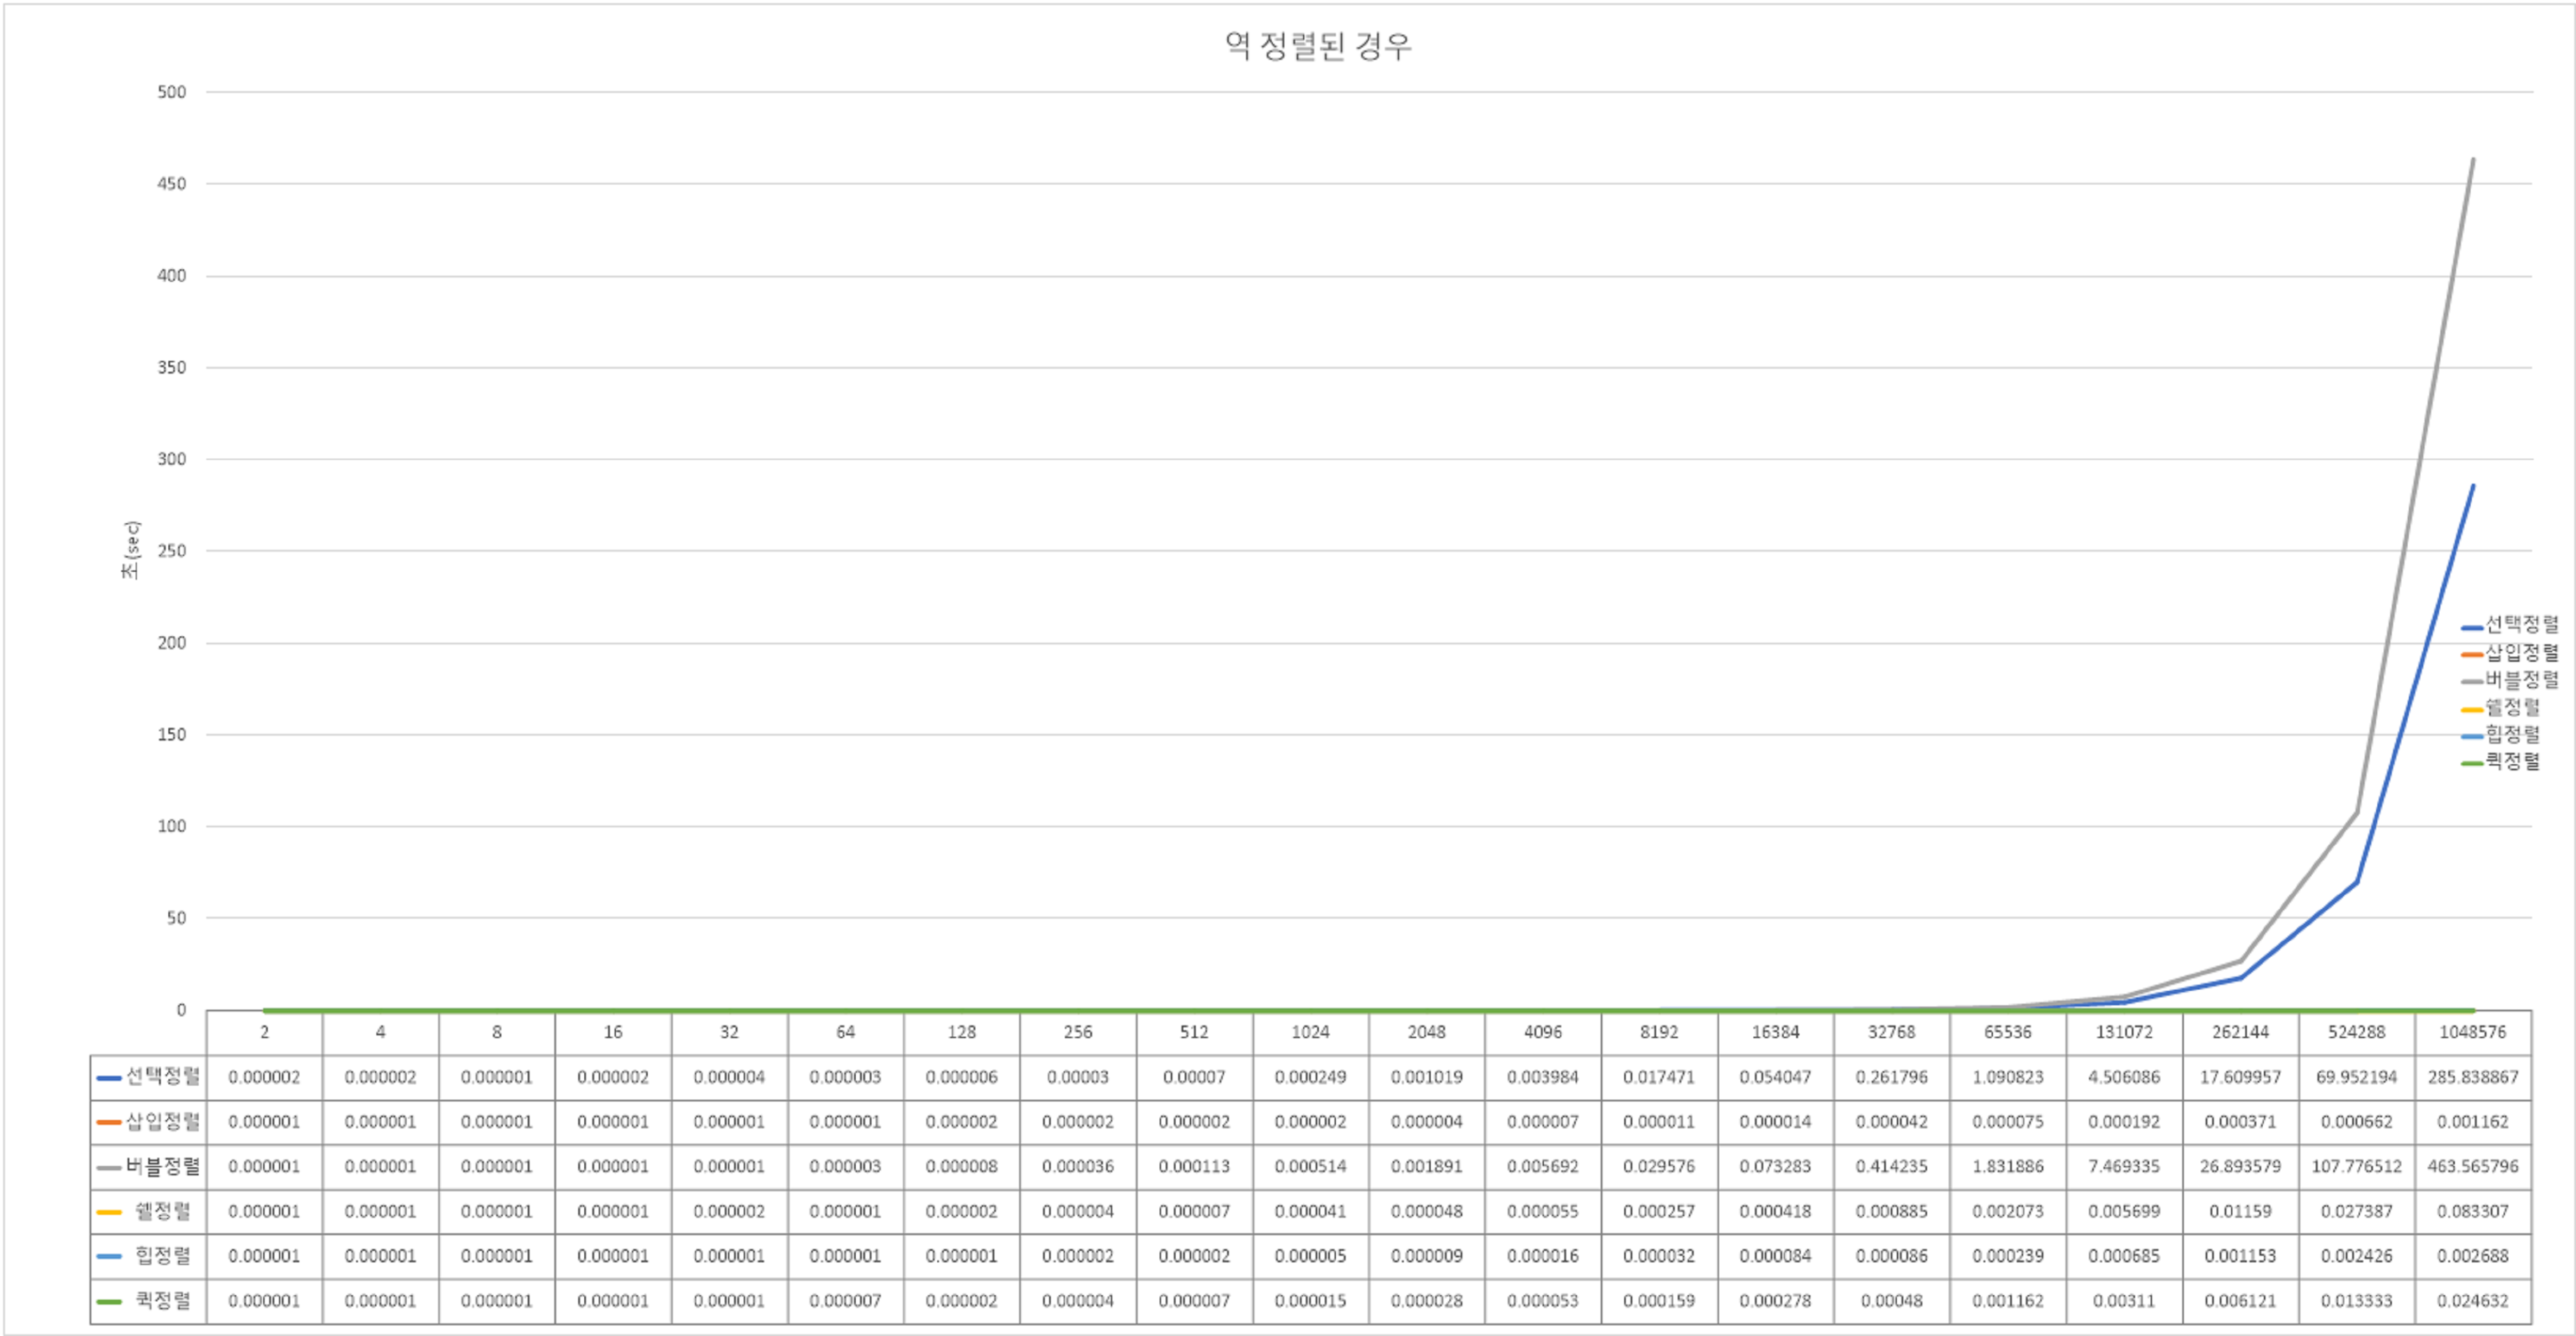 역 정렬된 경우
500
450
400
350
300
250
200
150
100
50
0
초(sec)
선택정렬
삽입정렬
버블정렬
쉘정렬
힙정렬
퀵정렬
2 4 8 16 32 64 128 256 512 1024 2048 4096 8192 16384 32768 65536 131072 262144 524288 1048576
선택정렬 0.000002 0.000002 0.000001 0.000002 0.000004 0.000003 0.000006 0.00003 0.00007 0.000249 0.001019 0.003984 0.017471 0.054047 0.261796 1.090823 4.506086 17.609957 69.952194 285.838867
삽입정렬 0.000001 0.000001 0.000001 0.000001 0.000001 0.000001 0.000002 0.000002 0.000002 0.000002 0.000004 0.000007 0.000011 0.000014 0.000042 0.000075 0.000192 0.000371 0.000662 0.001162
버블정렬 0.000001 0.000001 0.000001 0.000001 0.000001 0.000003 0.000008 0.000036 0.000113 0.000514 0.001891 0.005692 0.029576 0.073283 0.414235 1.831886 7.469335 26.893579 107.776512 463.565796
쉘정렬 0.000001 0.000001 0.000001 0.000001 0.000002 0.000001 0.000002 0.000004 0.000007 0.000041 0.000048 0.000055 0.000257 0.000418 0.000885 0.002073 0.005699 0.01159 0.027387 0.083307
힙정렬 0.000001 0.000001 0.000001 0.000001 0.000001 0.000001 0.000001 0.000002 0.000002 0.000005 0.000009 0.000016 0.000032 0.000084 0.000086 0.000239 0.000685 0.001153 0.002426 0.002688
퀵정렬 0.000001 0.000001 0.000001 0.000001 0.000001 0.000007 0.000002 0.000004 0.000007 0.000015 0.000028 0.000053 0.000159 0.000278 0.00048 0.001162 0.00311 0.006121 0.013333 0.024632